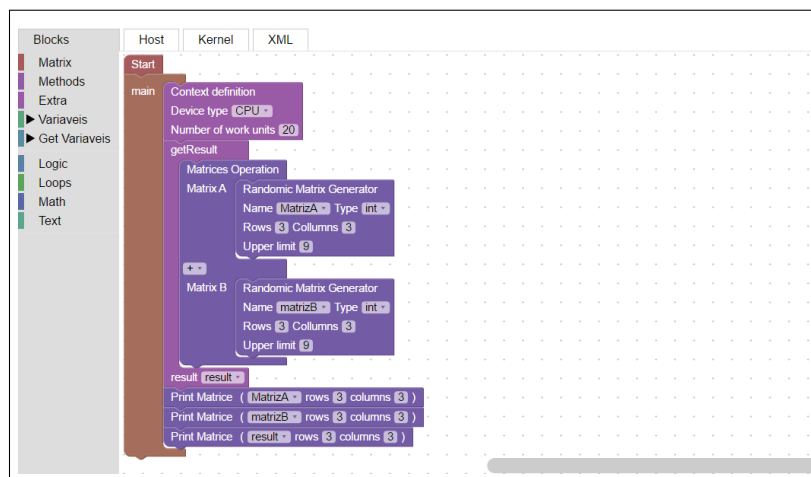 Blocks
Host Kernel XML
Matrix
Methods
Extra
Variaveis
Get Variaveis
Logic
Loops
Math
Text
Start
main
Context definition
Device type CPU
Number of work units 20
getResult
Matrices Operation
Matrix A
Randomic Matrix Generator
Name MatrizA Type int
Rows 3 Collumns 3
Upper limit 9
+
Matrix B
Randomic Matrix Generator
Name matrizB Type int
Rows 3 Collumns 3
Upper limit 9
result result
Print Matrice ( MatrizA rows 3 columns 3 )
Print Matrice ( matrizB rows 3 columns 3 )
Print Matrice ( result rows 3 columns 3 )